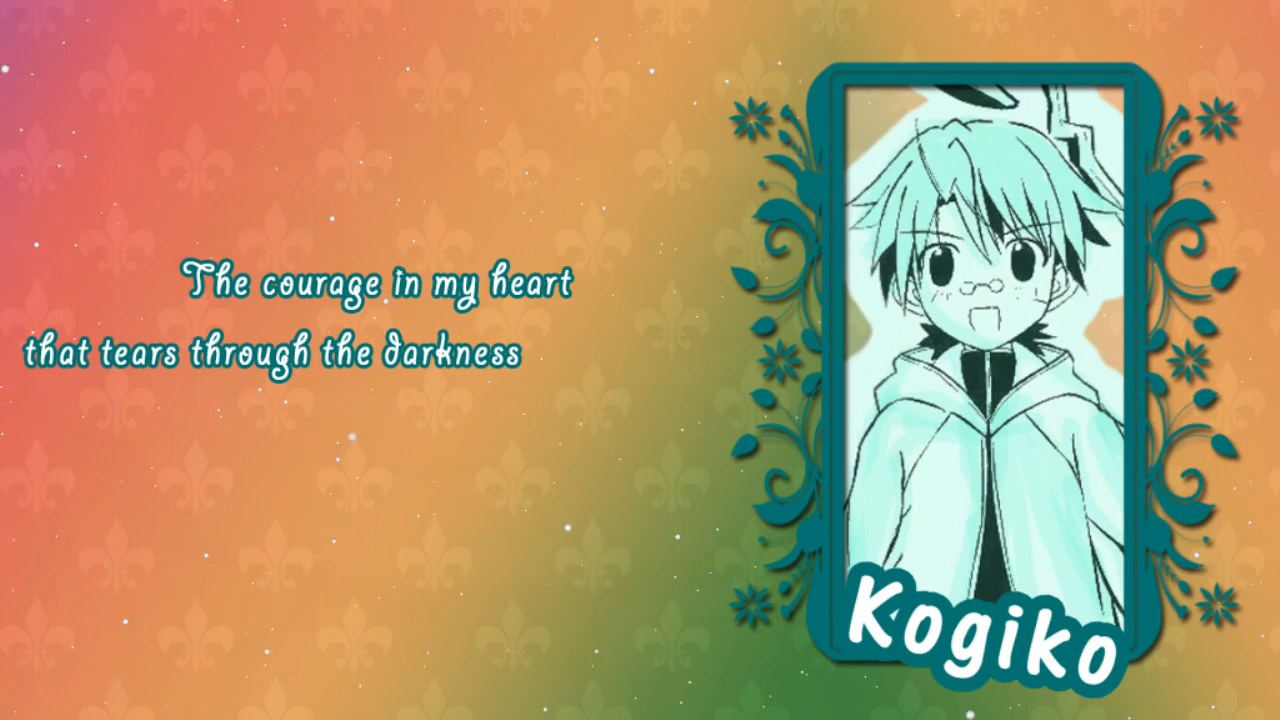 The courage in my heart
that tears through the darkness
Kogiko